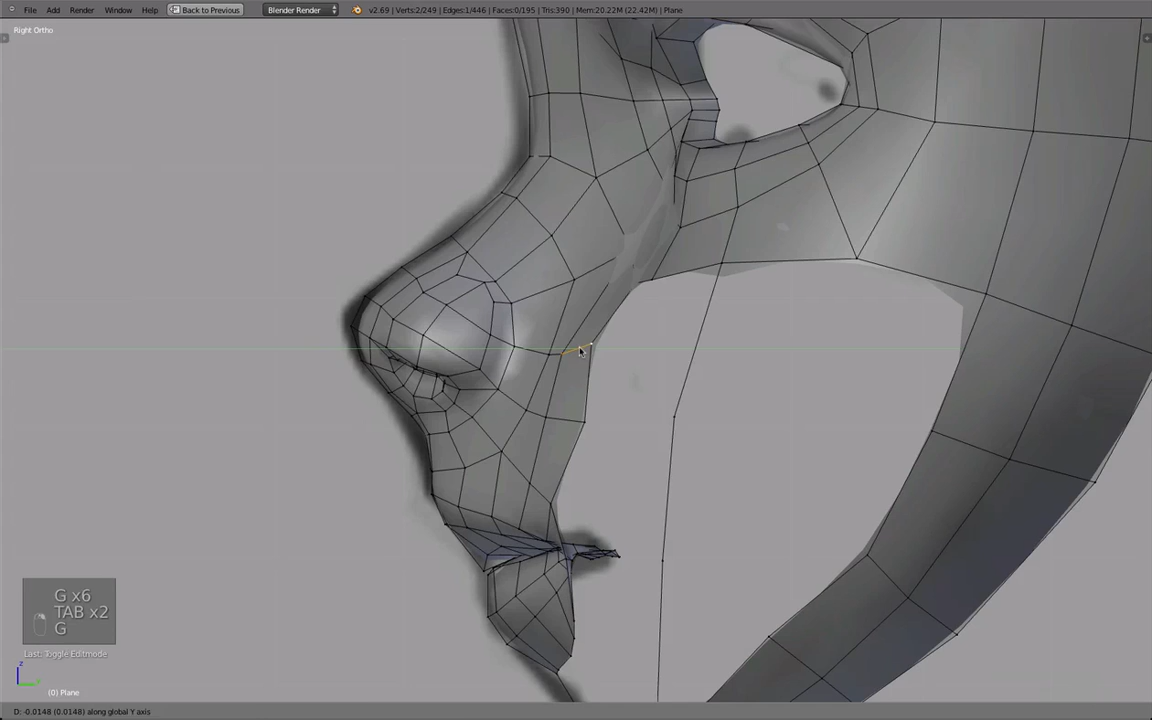 File Add Render Window Help Back to Previous Blender Render v2.69 | Verts:2/249 | Edges:1/446 | Faces:0/195 | Tris:390 | Mem:20.22M (22.42M) | Plane
Right Ortho
G x6
TAB x2
G
Last: Toggle Editmode
z
y
(0) Plane
D: -0.0148 (0.0148) along global Y axis